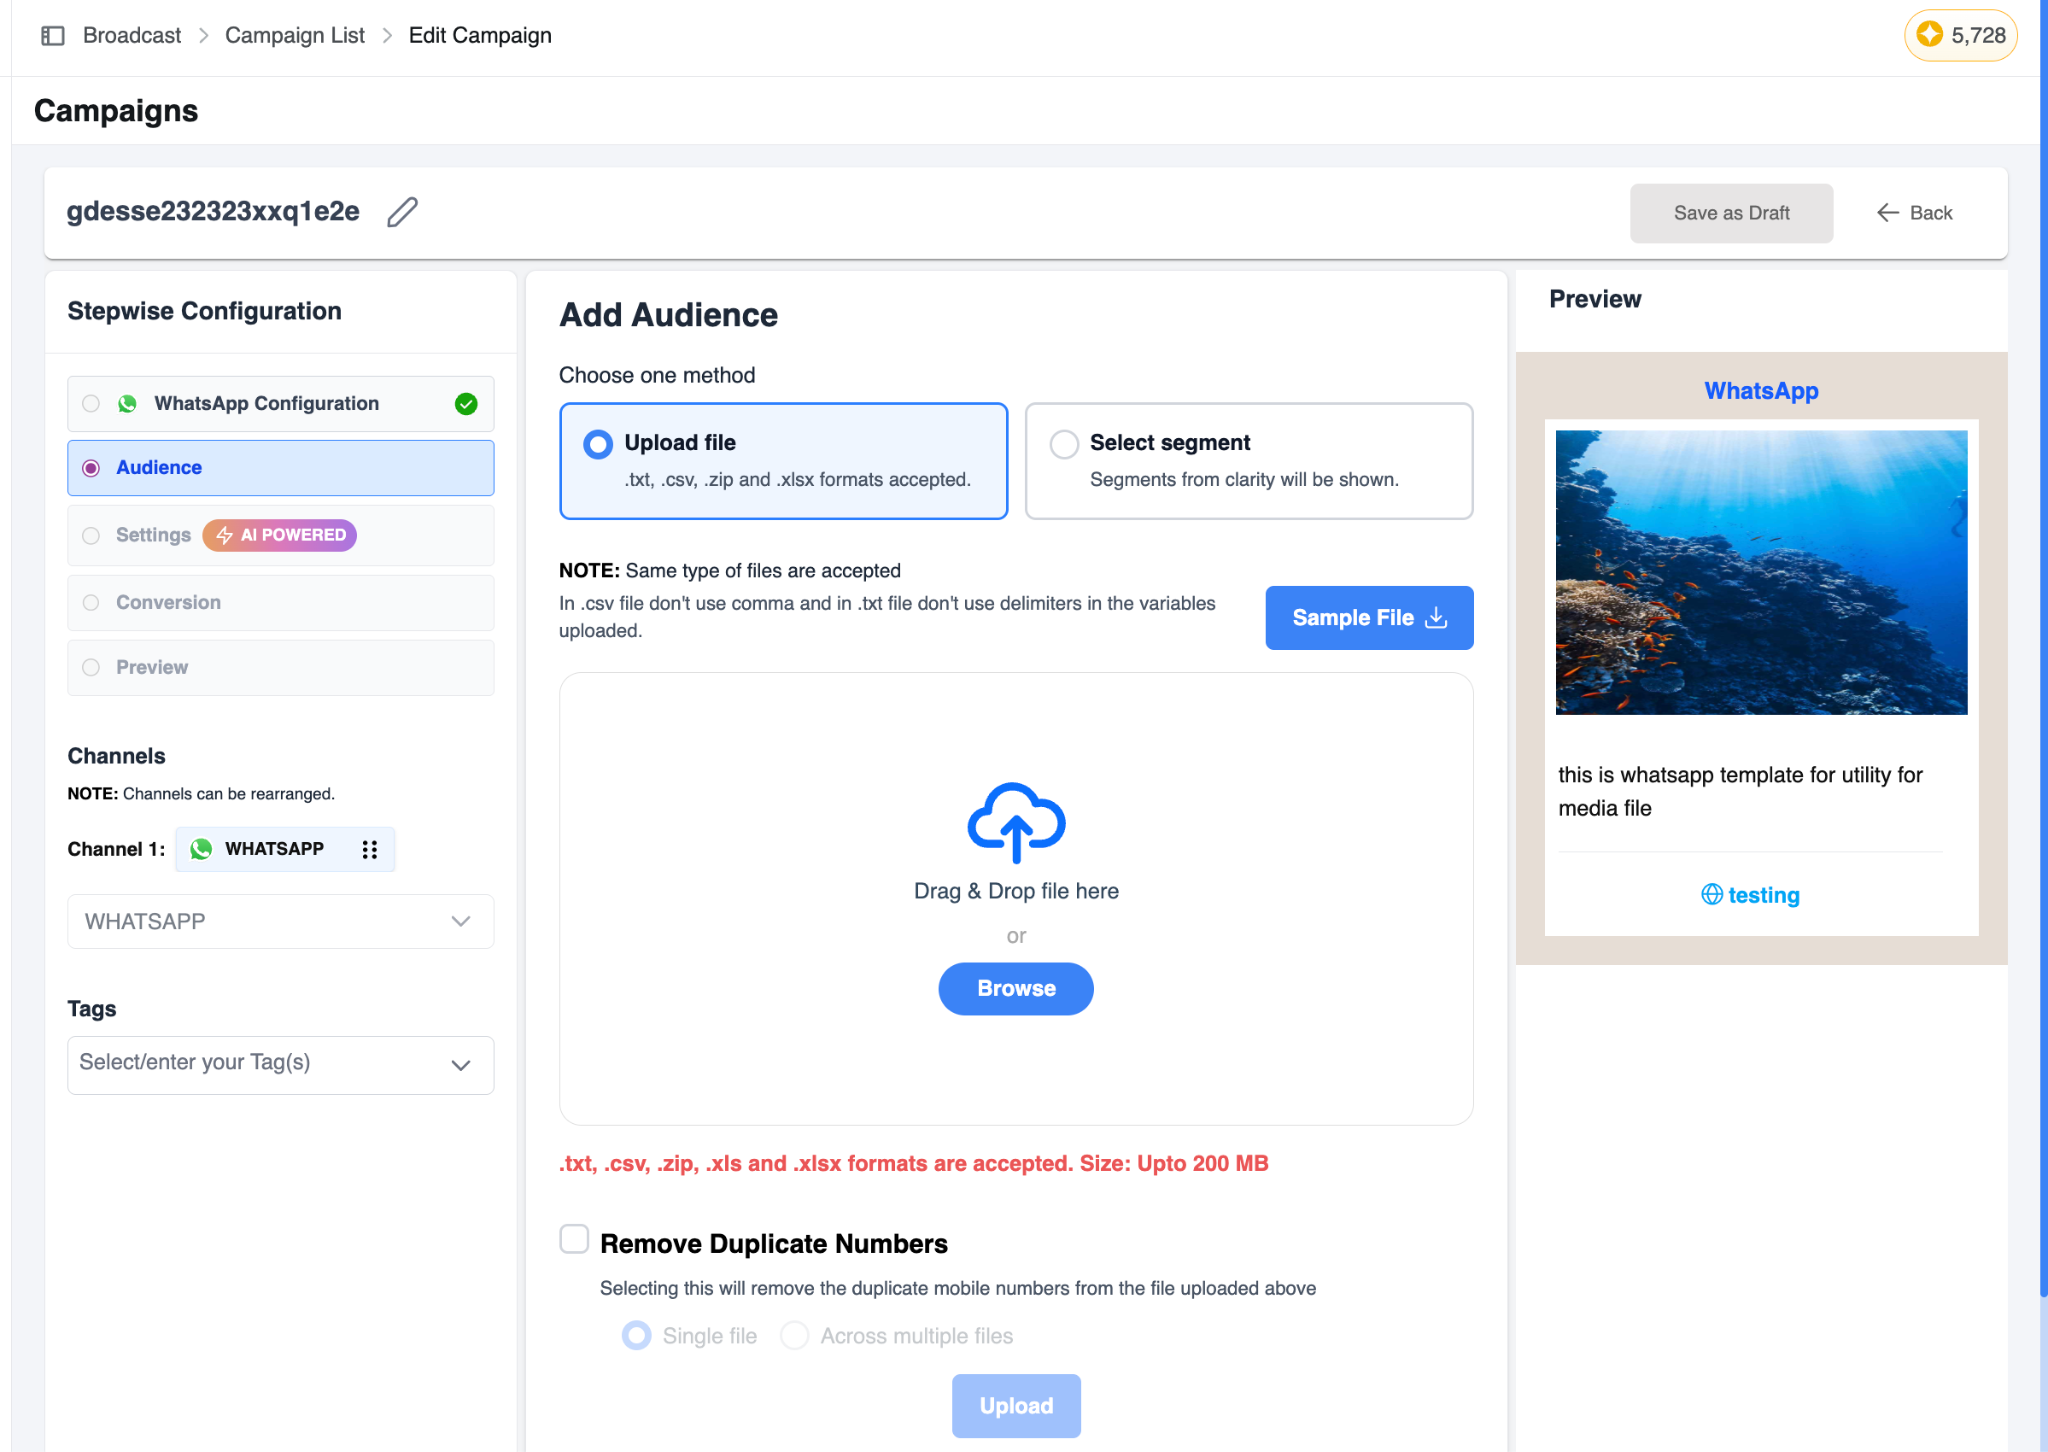 Broadcast > Campaign List > Edit Campaign
5,728
Campaigns
gdesse232323xxq1e2e
Save as Draft
Back
Stepwise Configuration
WhatsApp Configuration
Audience
Settings
AI POWERED
Conversion
Preview
Channels
NOTE: Channels can be rearranged.
Channel 1:
WHATSAPP
WHATSAPP
Tags
Select/enter your Tag(s)
Add Audience
Choose one method
Upload file
.txt, .csv, .zip and .xlsx formats accepted.
Select segment
Segments from clarity will be shown.
NOTE: Same type of files are accepted
In .csv file don't use comma and in .txt file don't use delimiters in the variables
uploaded.
Sample File
Drag & Drop file here
or
Browse
.txt, .csv, .zip, .xls and .xlsx formats are accepted. Size: Upto 200 MB
Remove Duplicate Numbers
Selecting this will remove the duplicate mobile numbers from the file uploaded above
Single file
Across multiple files
Upload
Preview
WhatsApp
this is whatsapp template for utility for
media file
testing